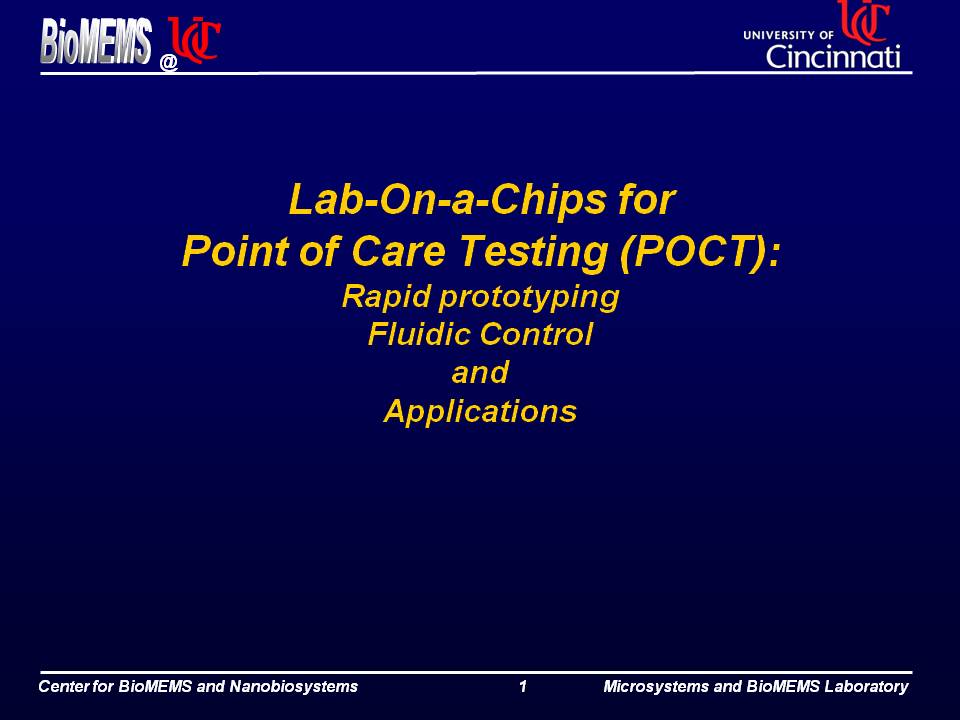 BioMEMS @ UC
UNIVERSITY OF UC
Cincinnati
Lab-On-a-Chips for
Point of Care Testing (POCT):
Rapid prototyping
Fluidic Control
and
Applications
Center for BioMEMS and Nanobiosystems 1 Microsystems and BioMEMS Laboratory